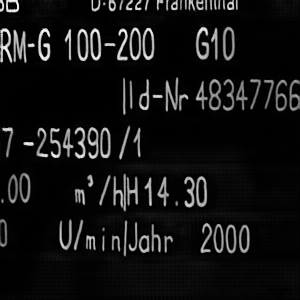 D-67227 Frankenthal
RM-G 100-200 G10
Id-Nr 48347766
7 -254390 /1
.00 m³/h H 14.30
0 U/min Jahr 2000